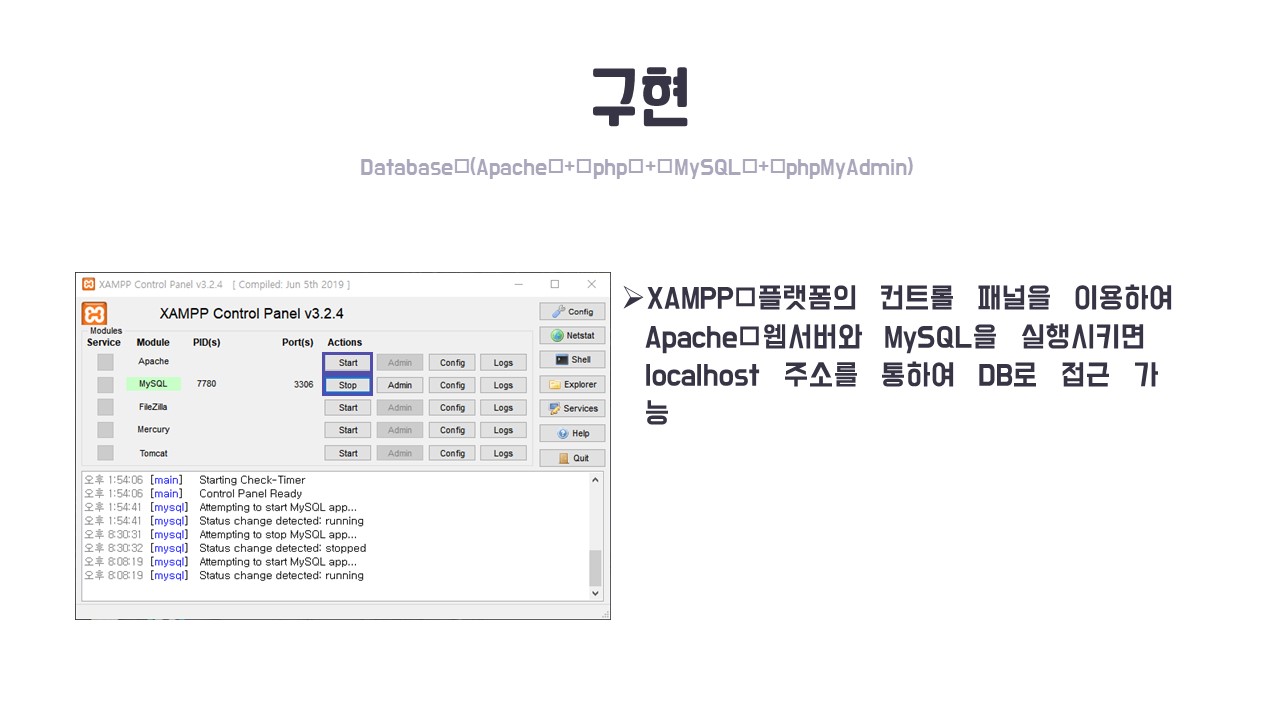 구현
Database (Apache + php + MySQL + phpMyAdmin)
XAMPP Control Panel v3.2.4 [ Compiled: Jun 5th 2019 ]
XAMPP Control Panel v3.2.4
Config
Modules
Service Module PID(s) Port(s) Actions
Netstat
Apache Start Admin Config Logs
Shell
MySQL 7780 3306 Stop Admin Config Logs
Explorer
FileZilla Start Admin Config Logs
Services
Mercury Start Admin Config Logs
Help
Tomcat Start Admin Config Logs
Quit
오후 1:54:06 [main] Starting Check-Timer
오후 1:54:06 [main] Control Panel Ready
오후 1:54:41 [mysql] Attempting to start MySQL app...
오후 1:54:41 [mysql] Status change detected: running
오후 8:30:31 [mysql] Attempting to stop MySQL app...
오후 8:30:32 [mysql] Status change detected: stopped
오후 8:08:19 [mysql] Attempting to start MySQL app...
오후 8:08:19 [mysql] Status change detected: running
➢XAMPP 플랫폼의 컨트롤 패널을 이용하여
Apache 웹서버와 MySQL을 실행시키면
localhost 주소를 통하여 DB로 접근 가
능